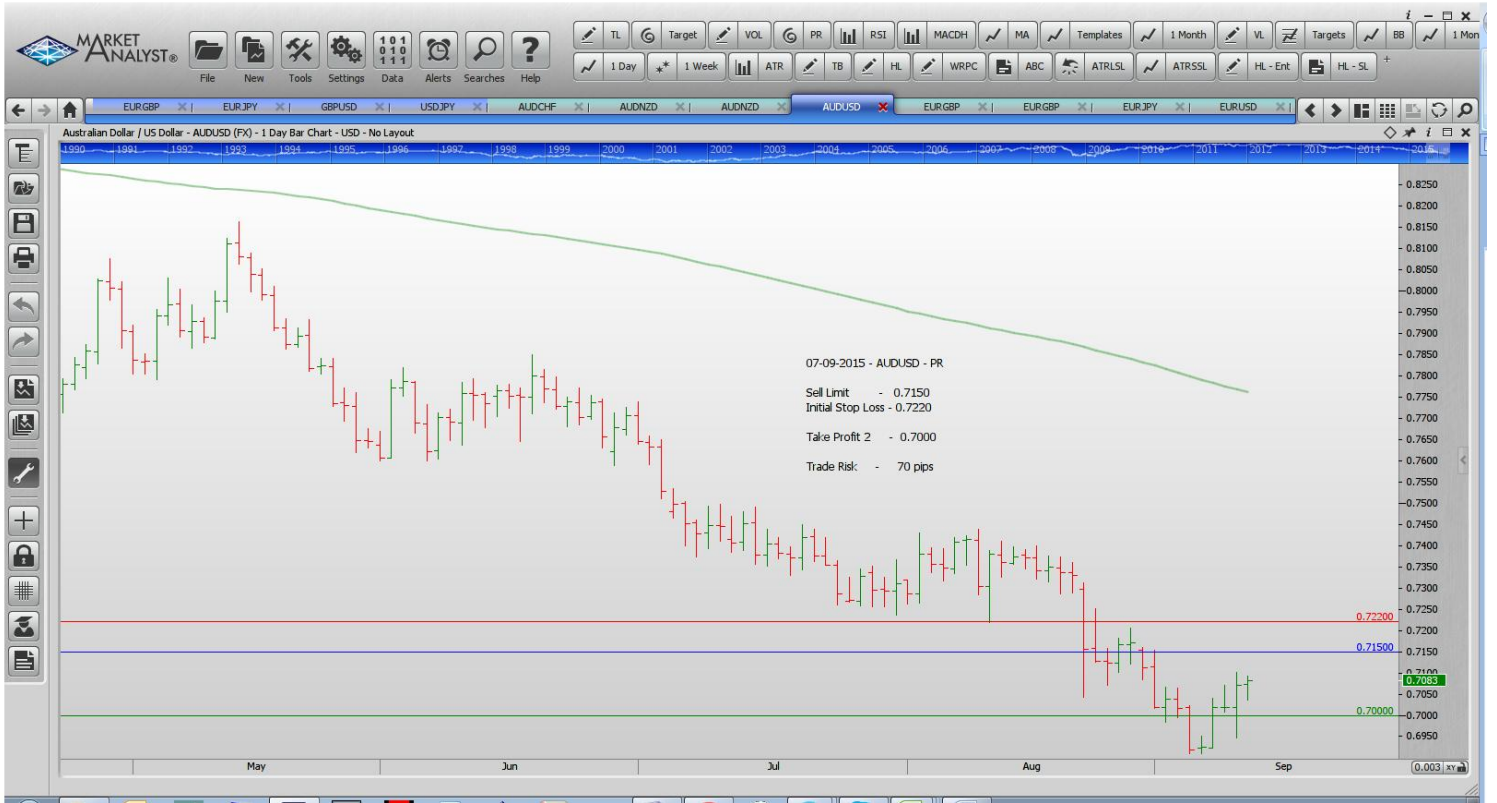 i
MARKET ANALYST®
101
010
111
File New Tools Settings Data Alerts Searches Help
TL Target VOL PR RSI MACDH MA Templates 1 Month VL Targets BB 1 Mon
1 Day 1 Week ATR TB HL WRPC ABC ATRLSL ATRSSL HL - Ent HL - SL +
EURGBP EURJPY GBPUSD USDJPY AUDCHF AUDNZD AUDNZD AUDUSD EURGBP EURGBP EURJPY EURUSD
Australian Dollar / US Dollar - AUDUSD (FX) - 1 Day Bar Chart - USD - No Layout
i
1990 1991 1992 1993 1994 1995 1996 1997 1998 1999 2000 2001 2002 2003 2004 2005 2006 2007 2008 2009 2010 2011 2012 2013 2014 2015
0.8250
0.8200
0.8150
0.8100
0.8050
0.8000
0.7950
0.7900
0.7850
07-09-2015 - AUDUSD - PR
0.7800
Sell Limit - 0.7150
0.7750
Initial Stop Loss - 0.7220
0.7700
Take Profit 2 - 0.7000
0.7650
0.7600
Trade Risk - 70 pips
0.7550
0.7500
0.7450
0.7400
0.7350
0.7300
0.7250
0.72200
0.7200
0.71500
0.7150
0.7100
0.7083
0.7050
0.70000
0.7000
0.6950
May Jun Jul Aug Sep
0.003 XY